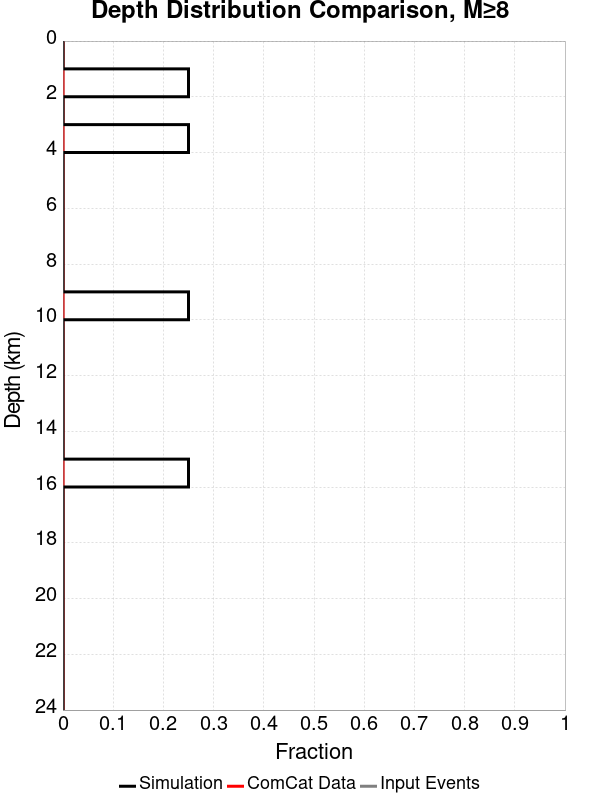 Depth Distribution Comparison, M≥8
0
2
4
6
8
10
12
14
16
18
20
22
24
Depth (km)
0 0.1 0.2 0.3 0.4 0.5 0.6 0.7 0.8 0.9 1
Fraction
Simulation ComCat Data Input Events